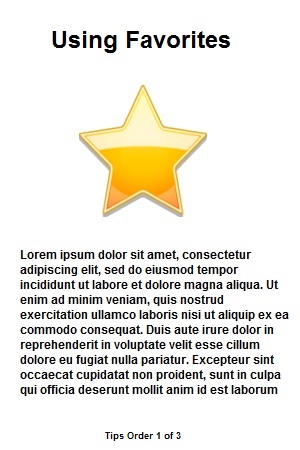 Using Favorites
Lorem ipsum dolor sit amet, consectetur
adipiscing elit, sed do eiusmod tempor
incididunt ut labore et dolore magna aliqua. Ut
enim ad minim veniam, quis nostrud
exercitation ullamco laboris nisi ut aliquip ex ea
commodo consequat. Duis aute irure dolor in
reprehenderit in voluptate velit esse cillum
dolore eu fugiat nulla pariatur. Excepteur sint
occaecat cupidatat non proident, sunt in culpa
qui officia deserunt mollit anim id est laborum
Tips Order 1 of 3